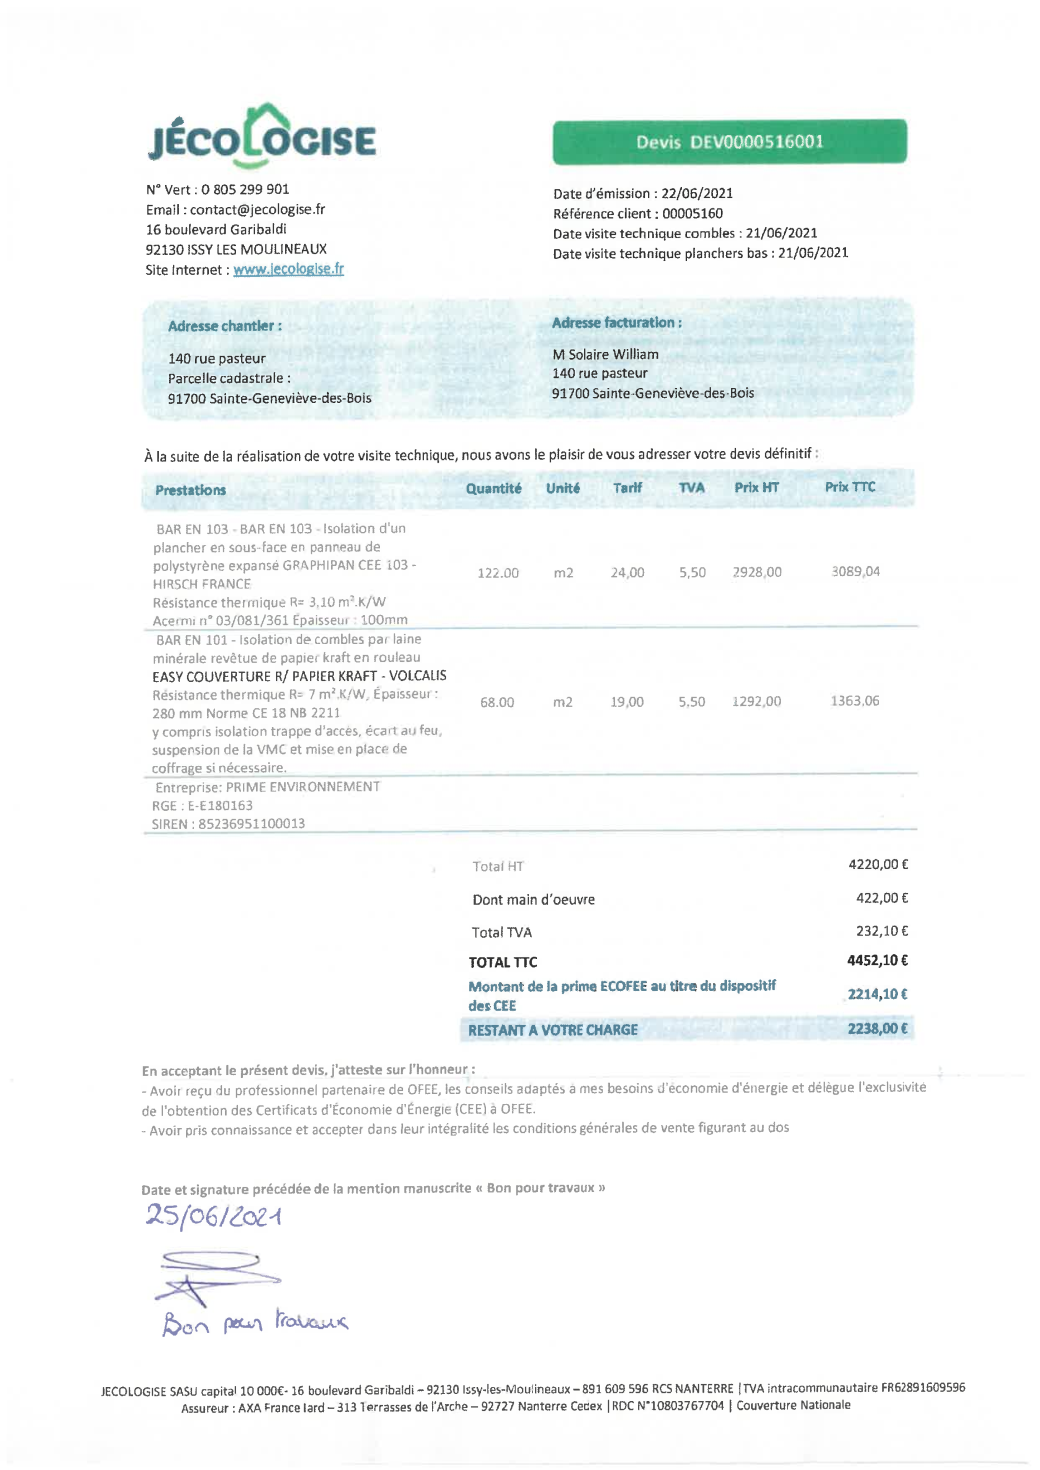 JÉCOLOGISE
Devis DEV0000516001
N° Vert : 0 805 299 901
Email : contact@jecologise.fr
16 boulevard Garibaldi
92130 ISSY LES MOULINEAUX
Site Internet : www.jecologise.fr
Date d'émission : 22/06/2021
Référence client : 00005160
Date visite technique combles : 21/06/2021
Date visite technique planchers bas : 21/06/2021
Adresse chantier :
140 rue pasteur
Parcelle cadastrale :
91700 Sainte-Geneviève-des-Bois
Adresse facturation :
M Solaire William
140 rue pasteur
91700 Sainte-Geneviève-des-Bois
À la suite de la réalisation de votre visite technique, nous avons le plaisir de vous adresser votre devis définitif :
Prestations Quantité Unité Tarif TVA Prix HT Prix TTC
BAR EN 103 - BAR EN 103 - Isolation d'un
plancher en sous-face en panneau de
polystyrène expansé GRAPHIPAN CEE 103 -
HIRSCH FRANCE
Résistance thermique R= 3,10 m².K/W
Acermi n° 03/081/361 Épaisseur : 100mm
122.00 m2 24,00 5,50 2928,00 3089,04
BAR EN 101 - Isolation de combles par laine
minérale revêtue de papier kraft en rouleau
EASY COUVERTURE R/ PAPIER KRAFT - VOLCALIS
Résistance thermique R= 7 m².K/W, Épaisseur :
280 mm Norme CE 18 NB 2211
y compris isolation trappe d'accès, écart au feu,
suspension de la VMC et mise en place de
coffrage si nécessaire.
68.00 m2 19,00 5,50 1292,00 1363.06
Entreprise: PRIME ENVIRONNEMENT
RGE : E-E180163
SIREN : 85236951100013
Total HT 4220,00 €
Dont main d'oeuvre 422,00 €
Total TVA 232,10 €
TOTAL TTC 4452,10 €
Montant de la prime ECOFEE au titre du dispositif
des CEE 2214,10 €
RESTANT A VOTRE CHARGE 2238,00 €
En acceptant le présent devis, j'atteste sur l'honneur :
- Avoir reçu du professionnel partenaire de OFEE, les conseils adaptés à mes besoins d'économie d'énergie et délègue l'exclusivité
de l'obtention des Certificats d'Économie d'Énergie (CEE) à OFEE.
- Avoir pris connaissance et accepter dans leur intégralité les conditions générales de vente figurant au dos
Date et signature précédée de la mention manuscrite « Bon pour travaux »
25/06/2021
Bon pour travaux
JECOLOGISE SASU capital 10 000€- 16 boulevard Garibaldi – 92130 Issy-les-Moulineaux – 891 609 596 RCS NANTERRE | TVA intracommunautaire FR62891609596
Assureur : AXA France Iard – 313 Terrasses de l'Arche – 92727 Nanterre Cedex | RDC N°10803767704 | Couverture Nationale